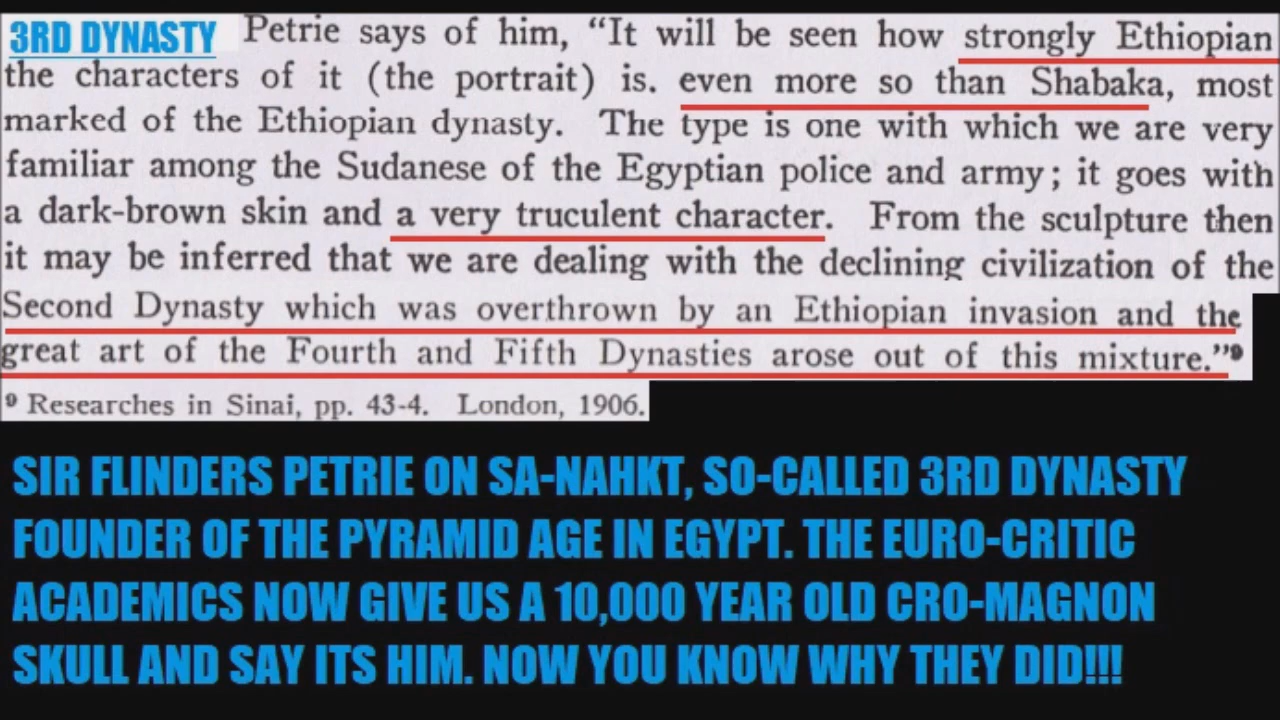 3RD DYNASTY Petrie says of him, “It will be seen how strongly Ethiopian
the characters of it (the portrait) is. even more so than Shabaka, most
marked of the Ethiopian dynasty. The type is one with which we are very
familiar among the Sudanese of the Egyptian police and army; it goes with
a dark-brown skin and a very truculent character. From the sculpture then
it may be inferred that we are dealing with the declining civilization of the
Second Dynasty which was overthrown by an Ethiopian invasion and the
great art of the Fourth and Fifth Dynasties arose out of this mixture.”⁹
⁹ Researches in Sinai, pp. 43-4. London, 1906.
SIR FLINDERS PETRIE ON SA-NAHKT, SO-CALLED 3RD DYNASTY
FOUNDER OF THE PYRAMID AGE IN EGYPT. THE EURO-CRITIC
ACADEMICS NOW GIVE US A 10,000 YEAR OLD CRO-MAGNON
SKULL AND SAY ITS HIM. NOW YOU KNOW WHY THEY DID!!!